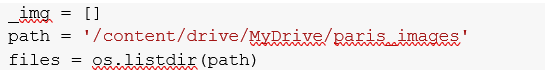 _img = []
path = '/content/drive/MyDrive/paris_images'
files = os.listdir(path)